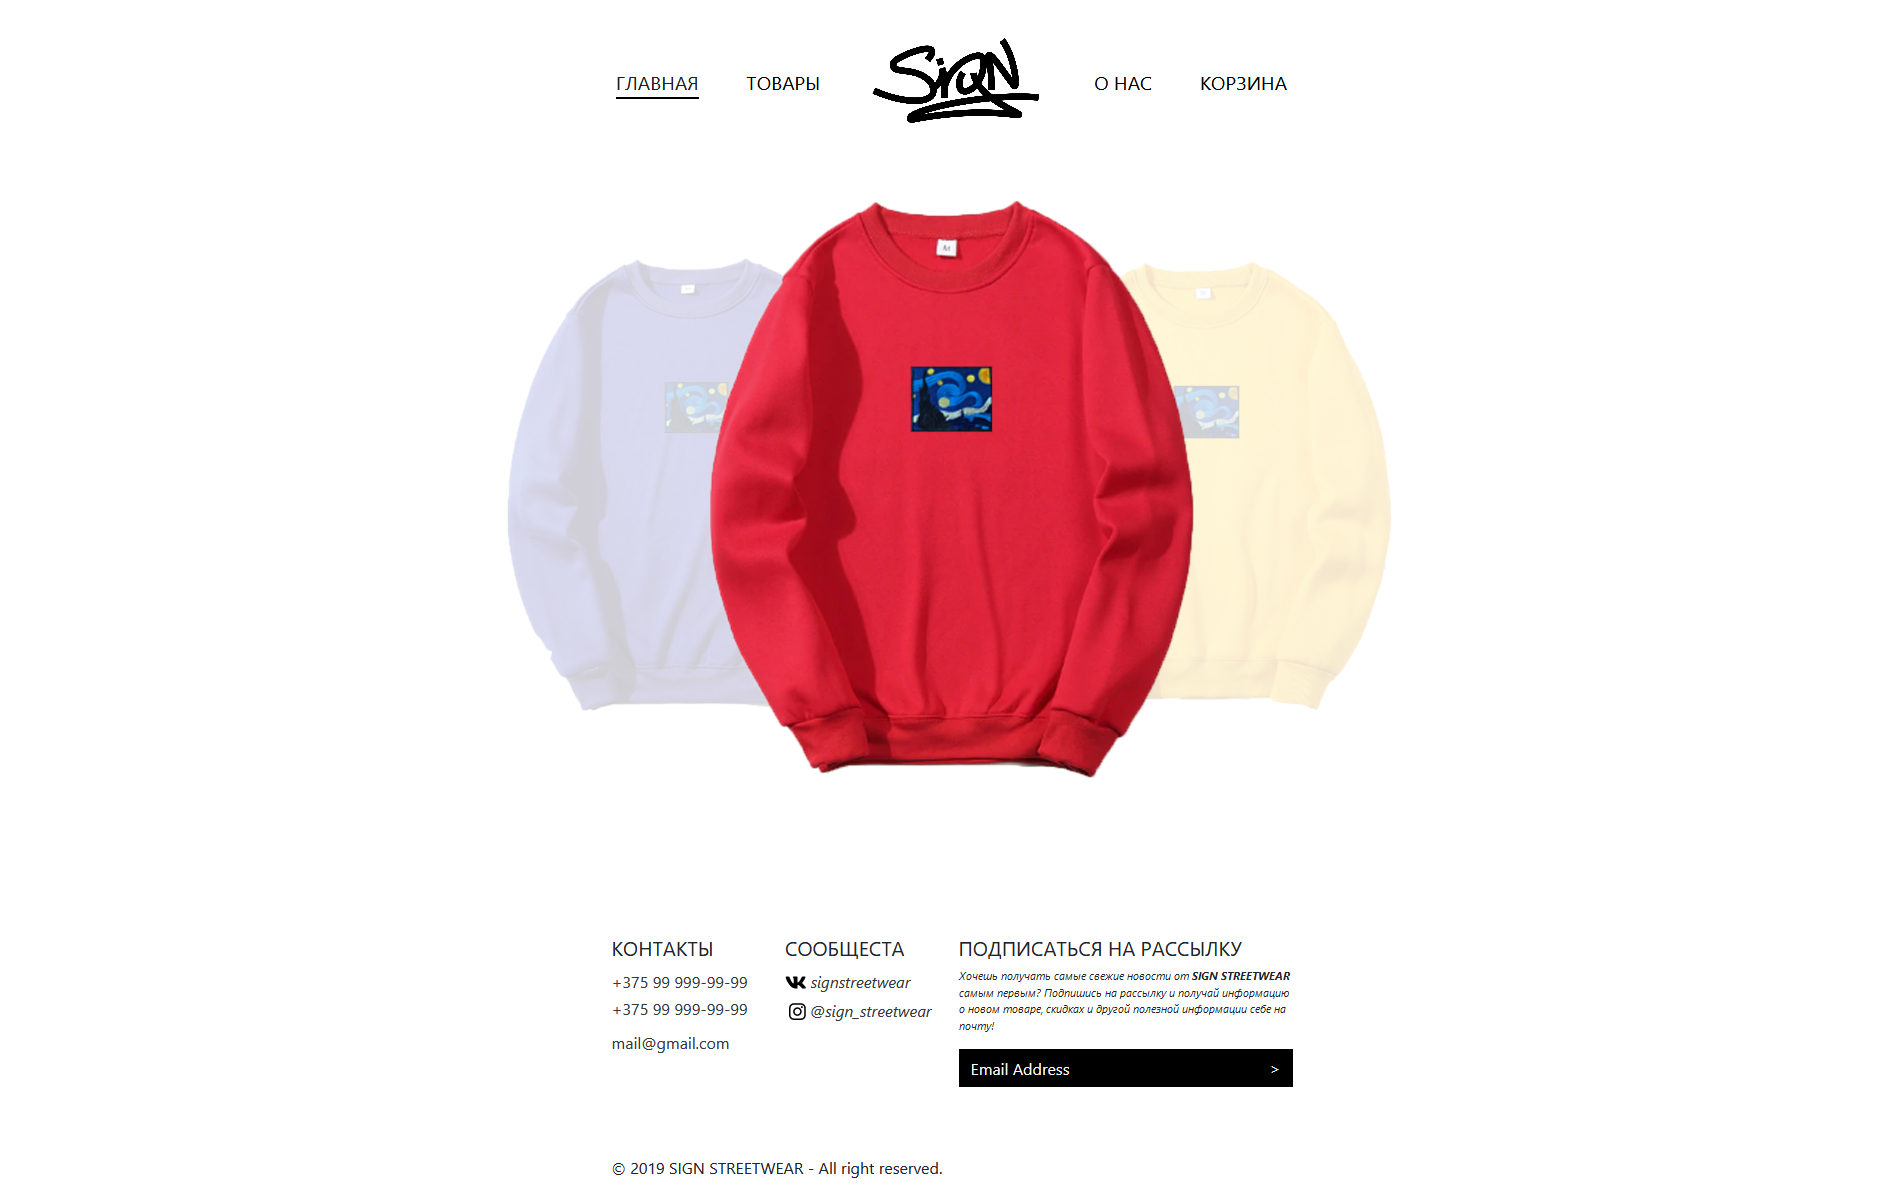 ГЛАВНАЯ ТОВАРЫ SigN О НАС КОРЗИНА
M
КОНТАКТЫ
+375 99 999-99-99
+375 99 999-99-99
mail@gmail.com
СООБЩЕСТА
signstreetwear
@sign_streetwear
ПОДПИСАТЬСЯ НА РАССЫЛКУ
Хочешь получать самые свежие новости от SIGN STREETWEAR
самым первым? Подпишись на рассылку и получай информацию
о новом товаре, скидках и другой полезной информации себе на
почту!
Email Address >
© 2019 SIGN STREETWEAR - All right reserved.